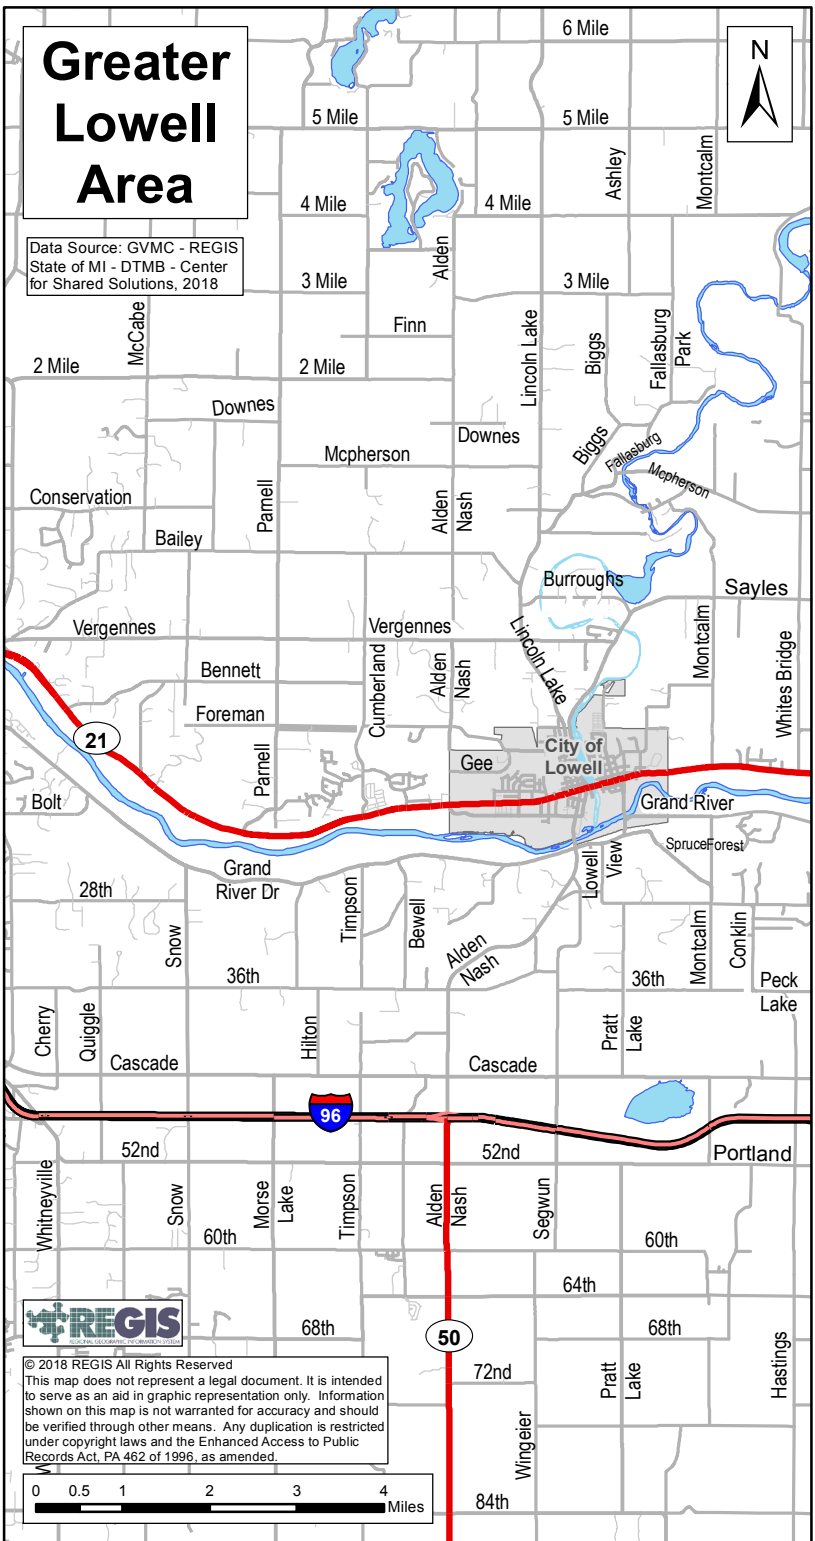 Greater
Lowell
Area
N
Data Source: GVMC - REGIS
State of MI - DTMB - Center
for Shared Solutions, 2018
6 Mile
5 Mile
5 Mile
Ashley
Montcalm
4 Mile
4 Mile
Alden
3 Mile
3 Mile
McCabe
Finn
Lincoln Lake
Biggs
Fallasburg
Park
2 Mile
2 Mile
Downes
Downes
Biggs
Fallasburg
Mcpherson
Mcpherson
Conservation
Parnell
Alden
Nash
Bailey
Burroughs
Sayles
Vergennes
Vergennes
Lincoln Lake
Montcalm
Whites Bridge
Bennett
Cumberland
Alden
Nash
Foreman
21
Parnell
Gee
City of
Lowell
Bolt
Grand River
Spruce
Forest
Grand
River Dr
Lowell
View
28th
Snow
Timpson
Bewell
Alden
Nash
Montcalm
Conklin
36th
36th
Peck
Lake
Cherry
Quiggle
Hilton
Pratt
Lake
Cascade
Cascade
96
52nd
52nd
Portland
Whitneyville
Snow
Morse
Lake
Timpson
Alden
Nash
Segwun
60th
60th
64th
68th
50
68th
72nd
Pratt
Lake
Hastings
Wingeier
84th
REGIS
REGIONAL GEOGRAPHIC INFORMATION SYSTEM
© 2018 REGIS All Rights Reserved
This map does not represent a legal document. It is intended
to serve as an aid in graphic representation only.  Information
shown on this map is not warranted for accuracy and should
be verified through other means.  Any duplication is restricted
under copyright laws and the Enhanced Access to Public
Records Act, PA 462 of 1996, as amended.
0 0.5 1 2 3 4
Miles